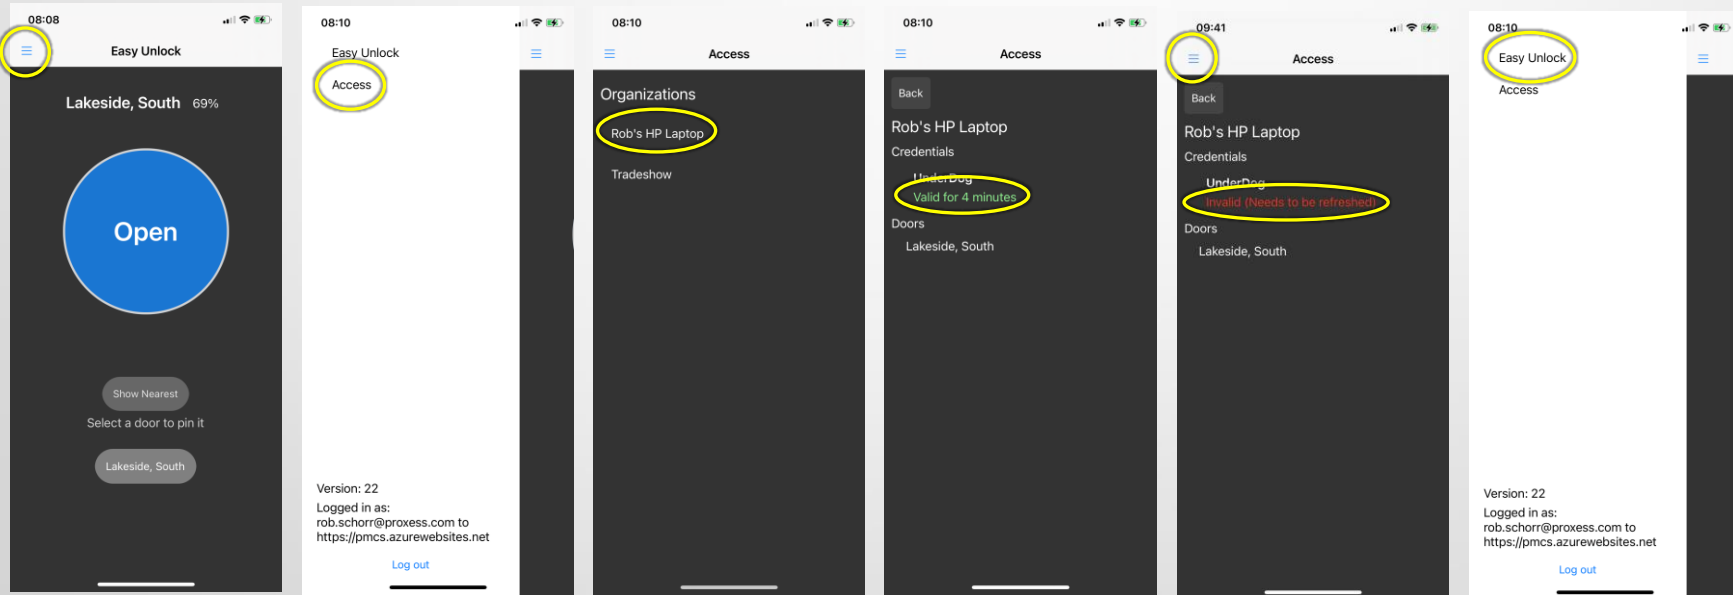 08:08
Easy Unlock
Lakeside, South 69%
Open
Show Nearest
Select a door to pin it
Lakeside, South
08:10
Easy Unlock
Access
Version: 22
Logged in as:
rob.schorr@proxess.com to
https://pmcs.azurewebsites.net
Log out
08:10
Access
Organizations
Rob's HP Laptop
Tradeshow
08:10
Access
Back
Rob's HP Laptop
Credentials
UnderDog
Valid for 4 minutes
Doors
Lakeside, South
09:41
Access
Back
Rob's HP Laptop
Credentials
UnderDog
Invalid (Needs to be refreshed)
Doors
Lakeside, South
08:10
Easy Unlock
Access
Version: 22
Logged in as:
rob.schorr@proxess.com to
https://pmcs.azurewebsites.net
Log out